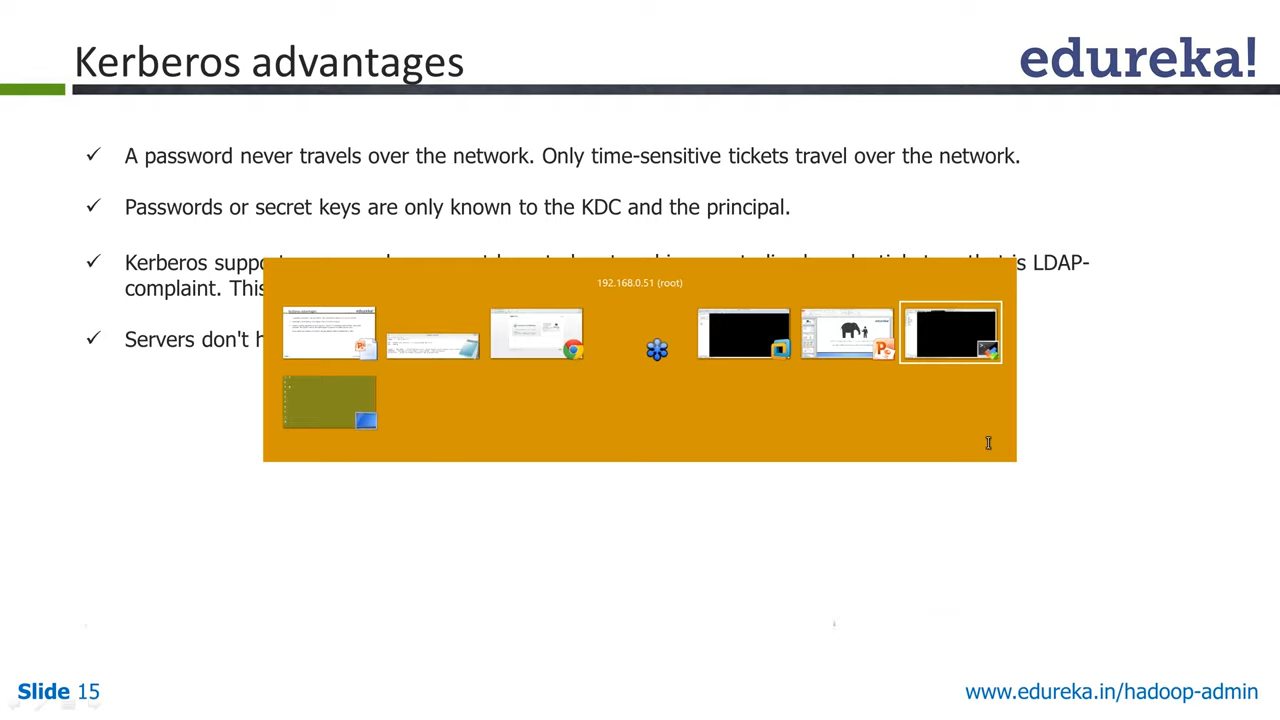 Kerberos advantages
edureka!
✓ A password never travels over the network. Only time-sensitive tickets travel over the network.
✓ Passwords or secret keys are only known to the KDC and the principal.
✓ Kerberos
is LDAP-
complaint. This
✓ Servers don't
192.168.0.51 (root)
Slide 15
www.edureka.in/hadoop-admin